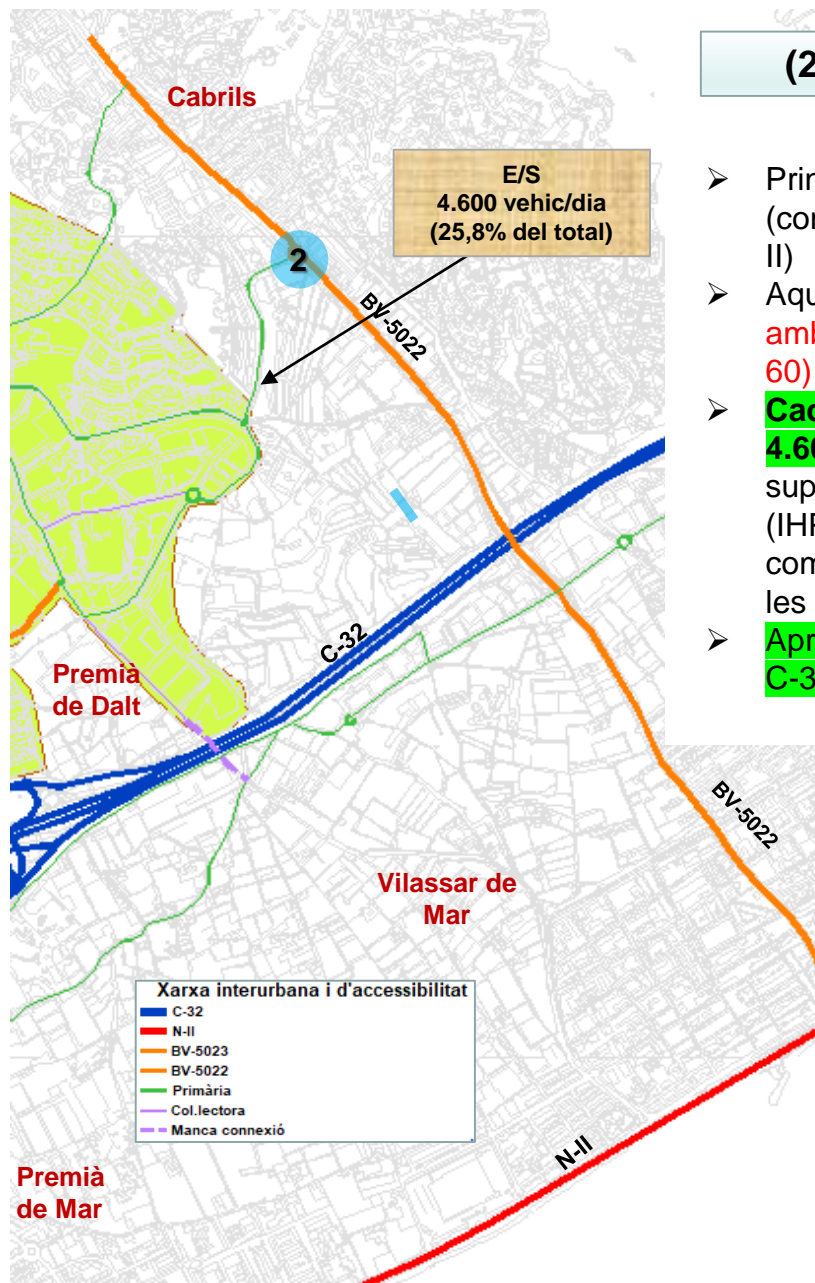 Cabrils
E/S
4.600 vehic/dia
(25,8% del total)
2
BV-5022
C-32
Premià
de Dalt
BV-5022
Vilassar de
Mar
Xarxa interurbana i d'accessibilitat
C-32
N-II
BV-5023
BV-5022
Primària
Col.lectora
Manca connexió
N-II
Premià
de Mar
(2
➢ Prin
(con
II)
➢ Aqu
amb
60)
➢
4.60
sup
(IHP
com
les
➢ Apr
C-3